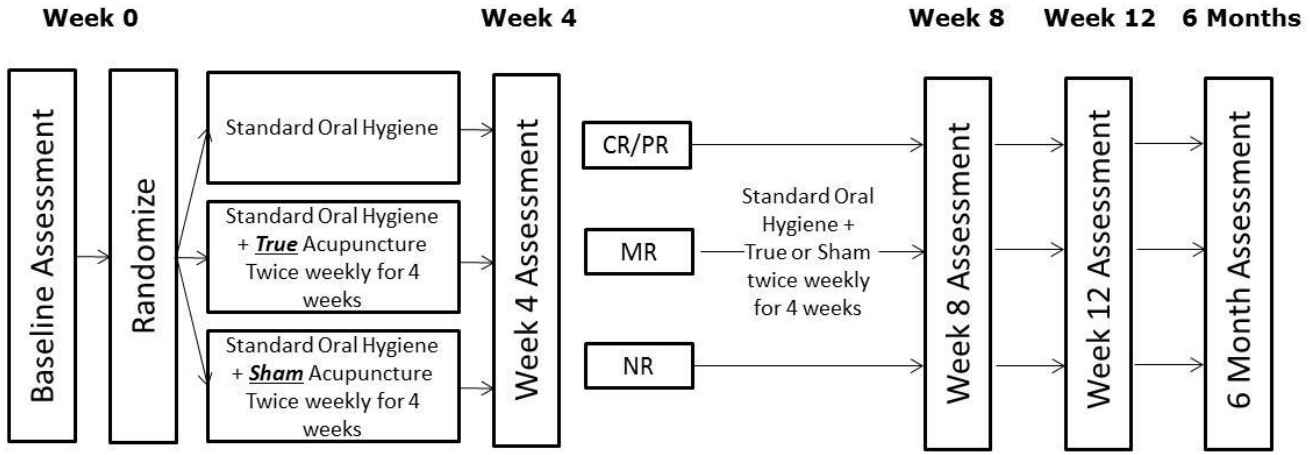 Week 0
Week 4
Week 8
Week 12
6 Months
Baseline Assessment
Randomize
Standard Oral Hygiene
Standard Oral Hygiene
+ True Acupuncture
Twice weekly for 4
weeks
Standard Oral Hygiene
+ Sham Acupuncture
Twice weekly for 4
weeks
Week 4 Assessment
CR/PR
MR
NR
Standard Oral
Hygiene +
True or Sham
twice weekly
for 4 weeks
Week 8 Assessment
Week 12 Assessment
6 Month Assessment